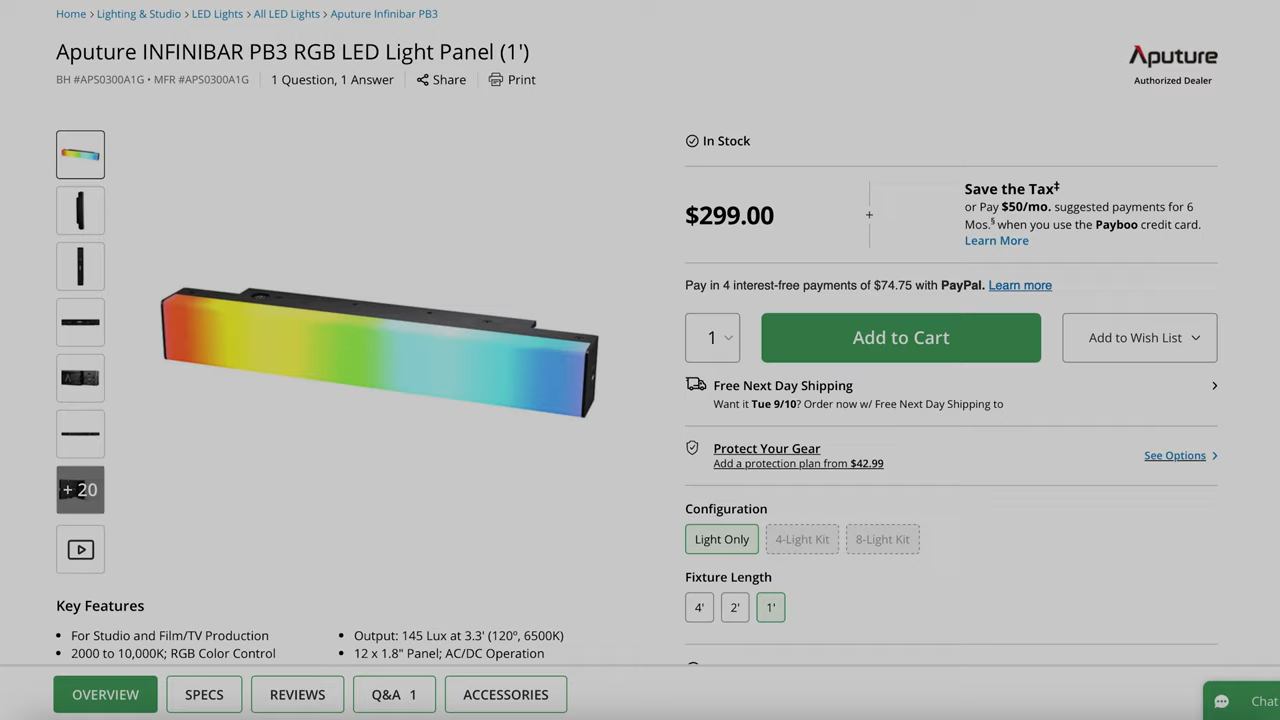 Home > Lighting & Studio > LED Lights > All LED Lights > Aputure Infinibar PB3
Aputure INFINIBAR PB3 RGB LED Light Panel (1')
BH #APS0300A1G • MFR #APS0300A1G
1 Question, 1 Answer
Share
Print
Aputure
Authorized Dealer
In Stock
$299.00
+
Save the Tax‡
or Pay $50/mo. suggested payments for 6
Mos.§ when you use the Payboo credit card.
Learn More
Pay in 4 interest-free payments of $74.75 with PayPal. Learn more
1
Add to Cart
Add to Wish List
Free Next Day Shipping
Want it Tue 9/10? Order now w/ Free Next Day Shipping to
Protect Your Gear
Add a protection plan from $42.99
See Options
Configuration
Light Only
4-Light Kit
8-Light Kit
Fixture Length
4'
2'
1'
+ 20
Key Features
• For Studio and Film/TV Production
• 2000 to 10,000K; RGB Color Control
• Output: 145 Lux at 3.3' (120º, 6500K)
• 12 x 1.8" Panel; AC/DC Operation
OVERVIEW
SPECS
REVIEWS
Q&A 1
ACCESSORIES
Chat